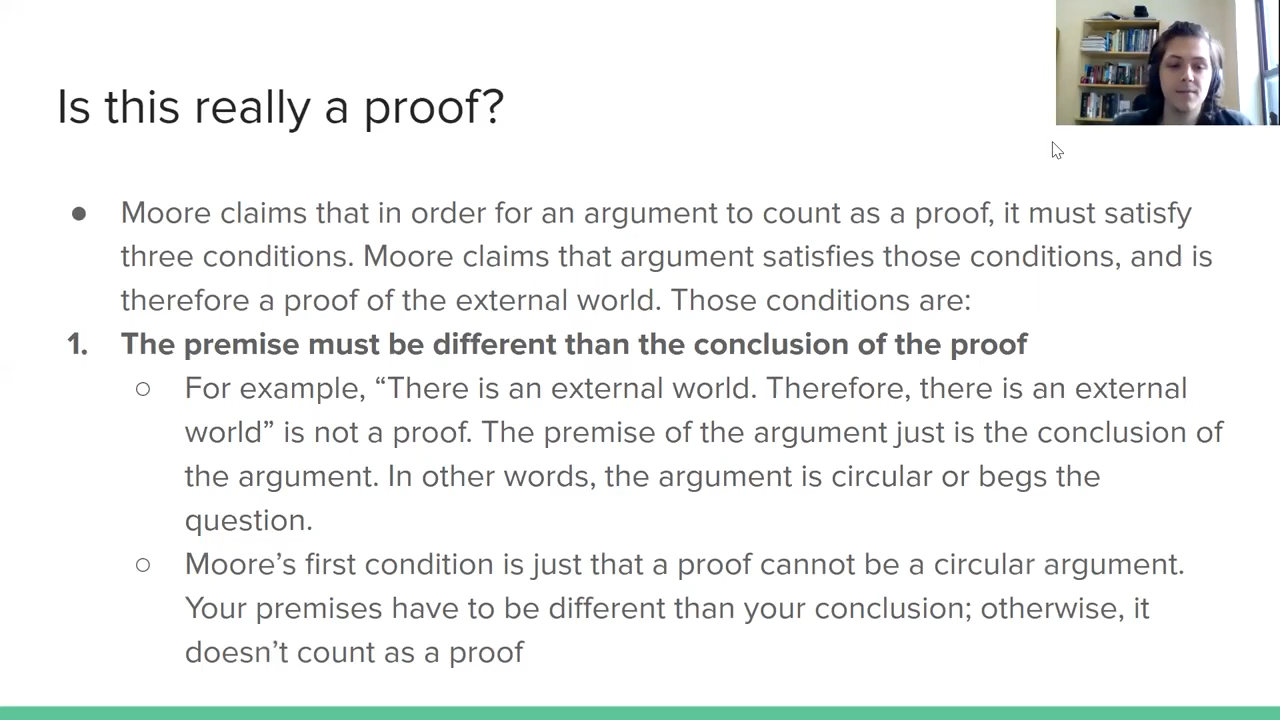 Is this really a proof?
● Moore claims that in order for an argument to count as a proof, it must satisfy
three conditions. Moore claims that argument satisfies those conditions, and is
therefore a proof of the external world. Those conditions are:
1. The premise must be different than the conclusion of the proof
○ For example, “There is an external world. Therefore, there is an external
world” is not a proof. The premise of the argument just is the conclusion of
the argument. In other words, the argument is circular or begs the
question.
○ Moore’s first condition is just that a proof cannot be a circular argument.
Your premises have to be different than your conclusion; otherwise, it
doesn’t count as a proof